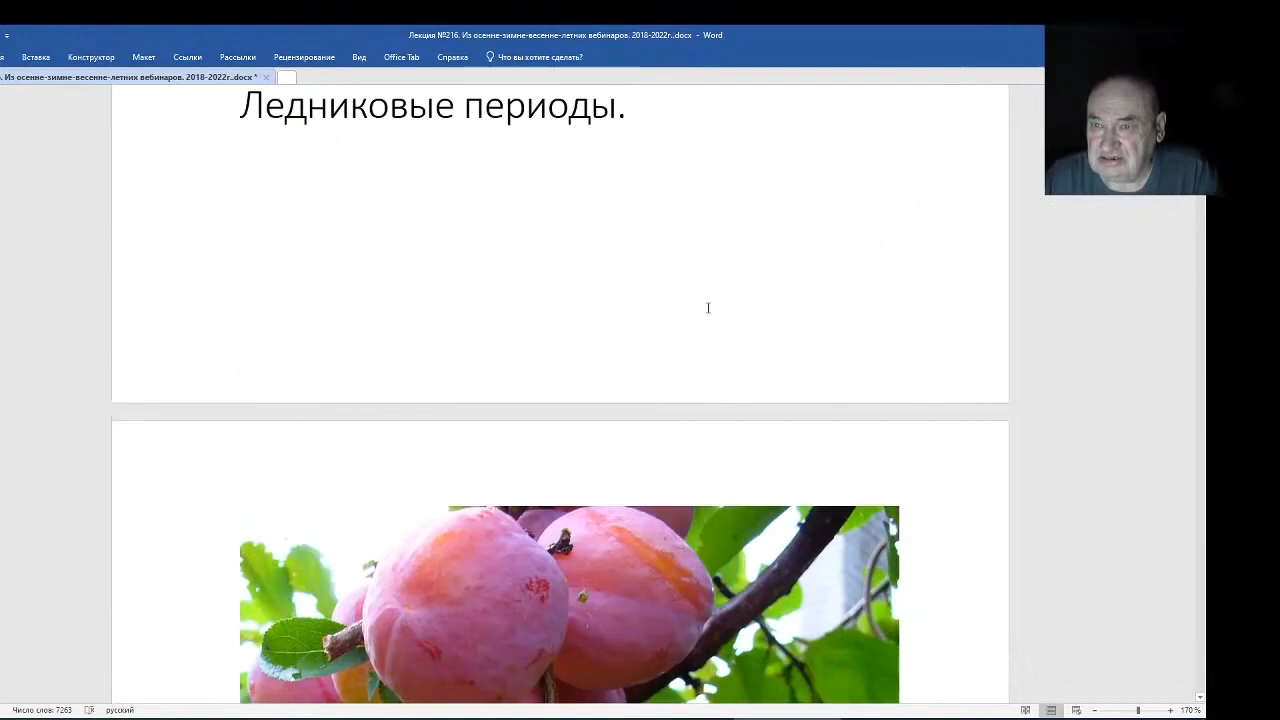 Лекция №216. Из осенне-зимне-весенне-летних вебинаров. 2018-2022г..docx - Word
Вставка Конструктор Макет Ссылки Рассылки Рецензирование Вид Office Tab Справка Что вы хотите сделать?
. Из осенне-зимне-весенне-летних вебинаров. 2018-2022г..docx * ×
Ледниковые периоды.
Число слов: 7263 русский 170 %